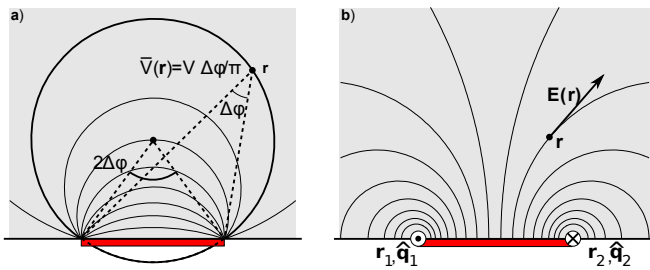 a)
V̅(r)=V Δφ/π
r
Δφ
2Δφ
b)
E(r)
r
r₁,q̂₁
r₂,q̂₂